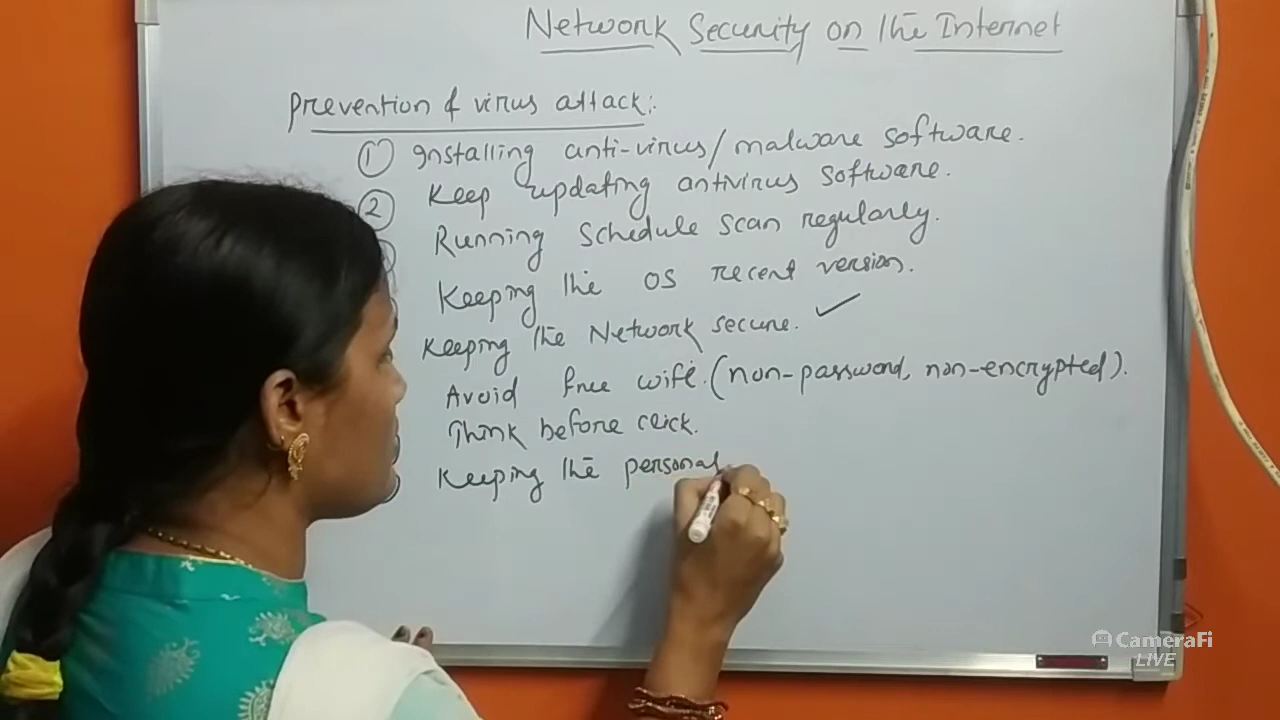 Network Security on the Internet
Prevention of virus attack:
① Installing anti-virus/malware software.
② Keep updating antivirus software.
Running Schedule scan regularly.
Keeping the OS recent version.
Keeping the Network secure. ✓
Avoid free wifi. (non-password, non-encrypted).
Think before click.
Keeping the personal
CameraFi
LIVE